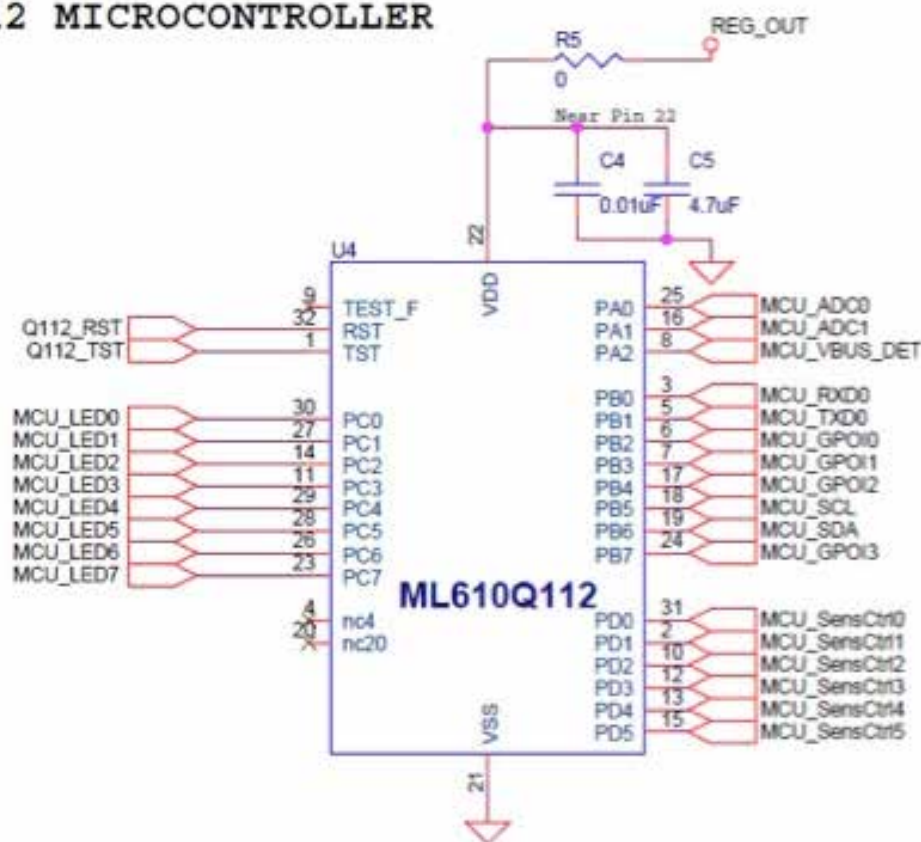 .2 MICROCONTROLLER
REG_OUT
R5
0
Near Pin 22
C4
C5
0.01uF
4.7uF
22
U4
VDD
9
TEST_F
32
Q112_RST
RST
1
Q112_TST
TST
30
MCU_LED0
PC0
27
MCU_LED1
PC1
14
MCU_LED2
PC2
11
MCU_LED3
PC3
29
MCU_LED4
PC4
28
MCU_LED5
PC5
26
MCU_LED6
PC6
23
MCU_LED7
PC7
4
nc4
20
nc20
PA0
25
MCU_ADC0
PA1
16
MCU_ADC1
PA2
8
MCU_VBUS_DET
PB0
3
MCU_RXD0
PB1
5
MCU_TXD0
PB2
6
MCU_GPOI0
PB3
7
MCU_GPOI1
PB4
17
MCU_GPOI2
PB5
18
MCU_SCL
PB6
19
MCU_SDA
PB7
24
MCU_GPOI3
ML610Q112
PD0
31
MCU_SensCtrl0
PD1
2
MCU_SensCtrl1
PD2
10
MCU_SensCtrl2
PD3
12
MCU_SensCtrl3
PD4
13
MCU_SensCtrl4
PD5
15
MCU_SensCtrl5
VSS
21